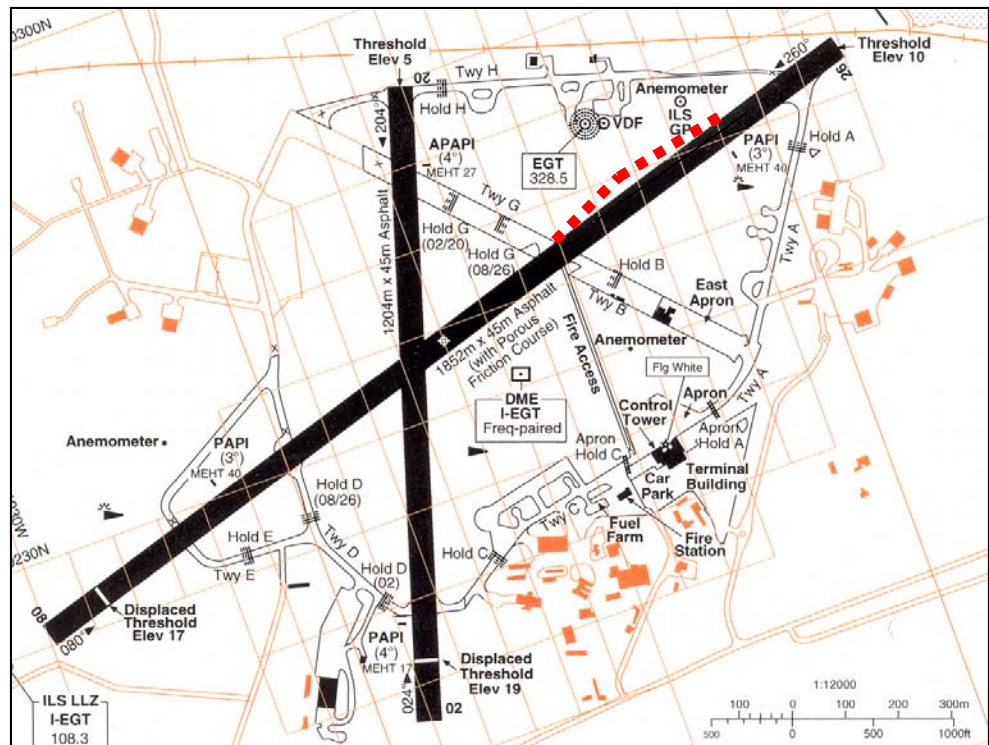 0300N
Threshold
Elev 5
20
204°
Twy H
Hold H
260°
26
Threshold
Elev 10
Anemometer
ILS
GP
VDF
EGT
328.5
APAPI
(4°)
MEHT 27
PAPI
(3°)
MEHT 40
Hold A
Twy G
Hold G
(02/20)
Hold G
(08/26)
Hold B
Twy B
East
Apron
Twy A
H
1204m x 45m Asphalt
1852m x 45m Asphalt
(with Porous
Friction Course)
Fire Access
Anemometer
Flg White
DME
I-EGT
Freq-paired
Control
Tower
Apron
Twy A
Apron
Hold A
Apron
Hold C
Car
Park
Terminal
Building
Anemometer
PAPI
(3°)
MEHT 40
Hold D
(08/26)
Twy C
Fuel
Farm
Fire
Station
0230W
0230N
Hold E
Twy E
Twy D
Hold D
(02)
Hold C
08
080°
Displaced
Threshold
Elev 17
PAPI
(4°)
MEHT 17
024°
02
Displaced
Threshold
Elev 19
ILS LLZ
I-EGT
108.3
1:12000
100 0 100 200 300m
500 0 500 1000ft